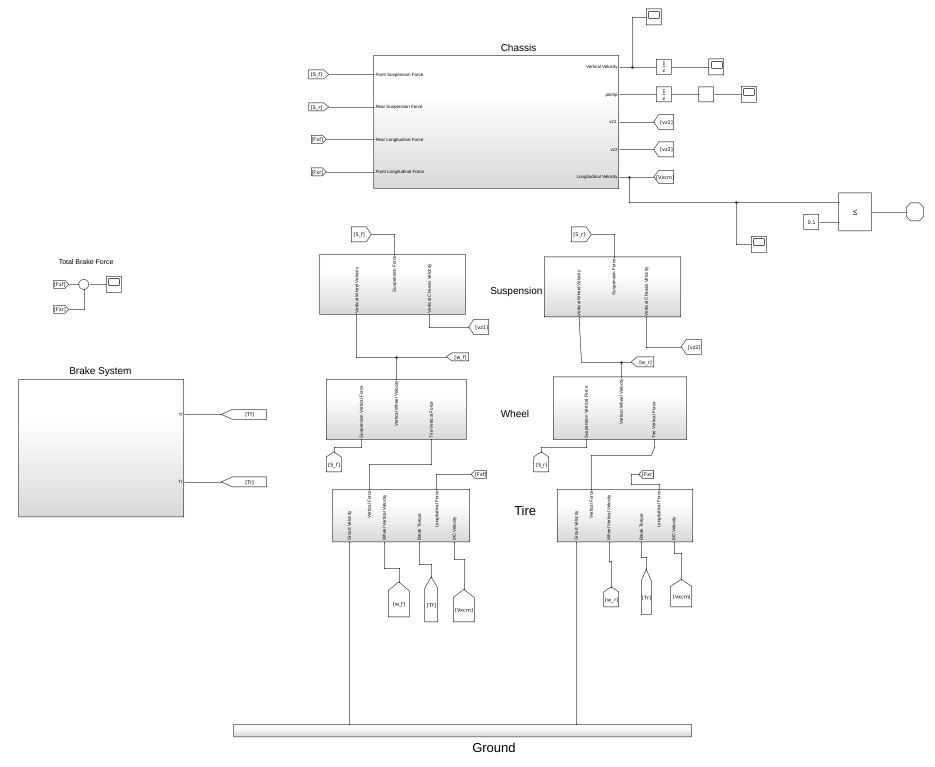 Chassis
[S_f]
Front Suspension Force
Vertical Velocity
1
s
[S_r]
Rear Suspension Force
pitchp
1
s
[Fxf]
Rear Longitudinal Force
vz1
[vz1]
[Fxr]
Front Longitudinal Force
vz2
[vz2]
Longitudinal Velocity
[Vxcm]
0.1
≤
Total Brake Force
[Fxf]
[Fxr]
[S_f]
[S_r]
Vertical Wheel Velocity
Suspension Force
Vertical Chassis Velocity
Suspension
Vertical Wheel Velocity
Suspension Force
Vertical Chassis Velocity
[vz1]
[vz2]
[w_f]
[w_r]
Brake System
Tf
[Tf]
Tr
[Tr]
Suspension Vertical Force
Vertical Wheel Velocity
Tire Vertical Force
Wheel
Suspension Vertical Force
Vertical Wheel Velocity
Tire Vertical Force
[S_f]
[S_r]
[Fxf]
[Fxr]
Groud Velocity
Vertical Force
Wheel Vertical Velocity
Break Torque
Longitudinal Force
WC Velocity
Tire
Groud Velocity
Vertical Force
Wheel Vertical Velocity
Break Torque
Longitudinal Force
WC Velocity
[w_f]
[Tf]
[Vxcm]
[w_r]
[Tr]
[Vxcm]
Ground